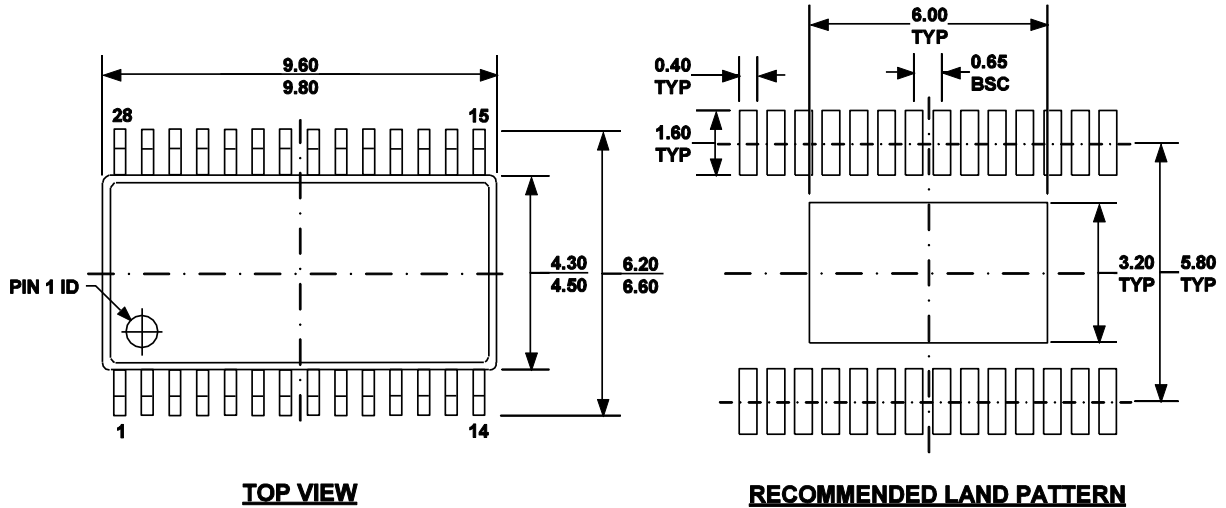 9.60
9.80
28
15
4.30
4.50
6.20
6.60
PIN 1 ID
1
14
TOP VIEW
6.00
TYP
0.40
TYP
0.65
BSC
1.60
TYP
3.20
TYP
5.80
TYP
RECOMMENDED LAND PATTERN